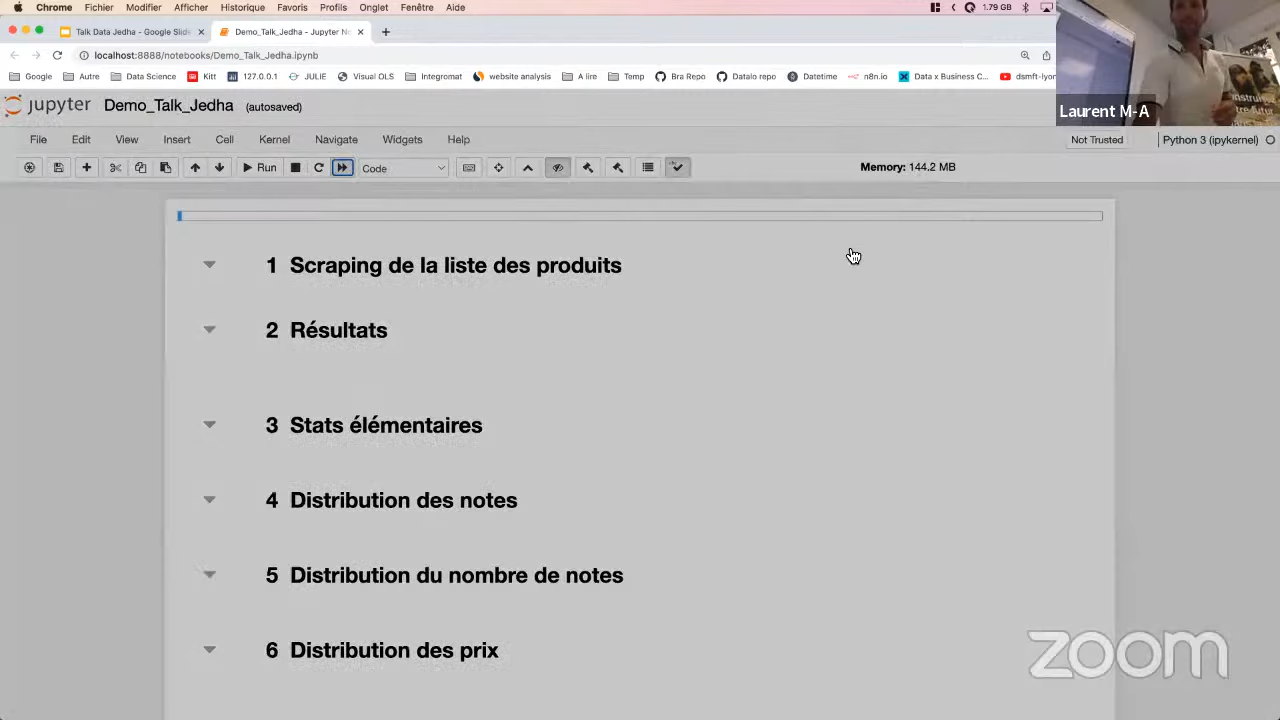 Chrome Fichier Modifier Afficher Historique Favoris Profils Onglet Fenêtre Aide 1.79 GB
Talk Data Jedha - Google Slide Demo_Talk_Jedha - Jupyter No
localhost:8888/notebooks/Demo_Talk_Jedha.ipynb
Google Autre Data Science Kitt 127.0.0.1 JULIE Visual OLS Integromat website analysis A lire Temp Bra Repo DataIo repo Datetime n8n.io Data x Business C... dsmft-lyon
Laurent M-A
jupyter Demo_Talk_Jedha (autosaved)
File Edit View Insert Cell Kernel Navigate Widgets Help Not Trusted Python 3 (ipykernel)
Run Code Memory: 144.2 MB
1 Scraping de la liste des produits
2 Résultats
3 Stats élémentaires
4 Distribution des notes
5 Distribution du nombre de notes
6 Distribution des prix
zoom